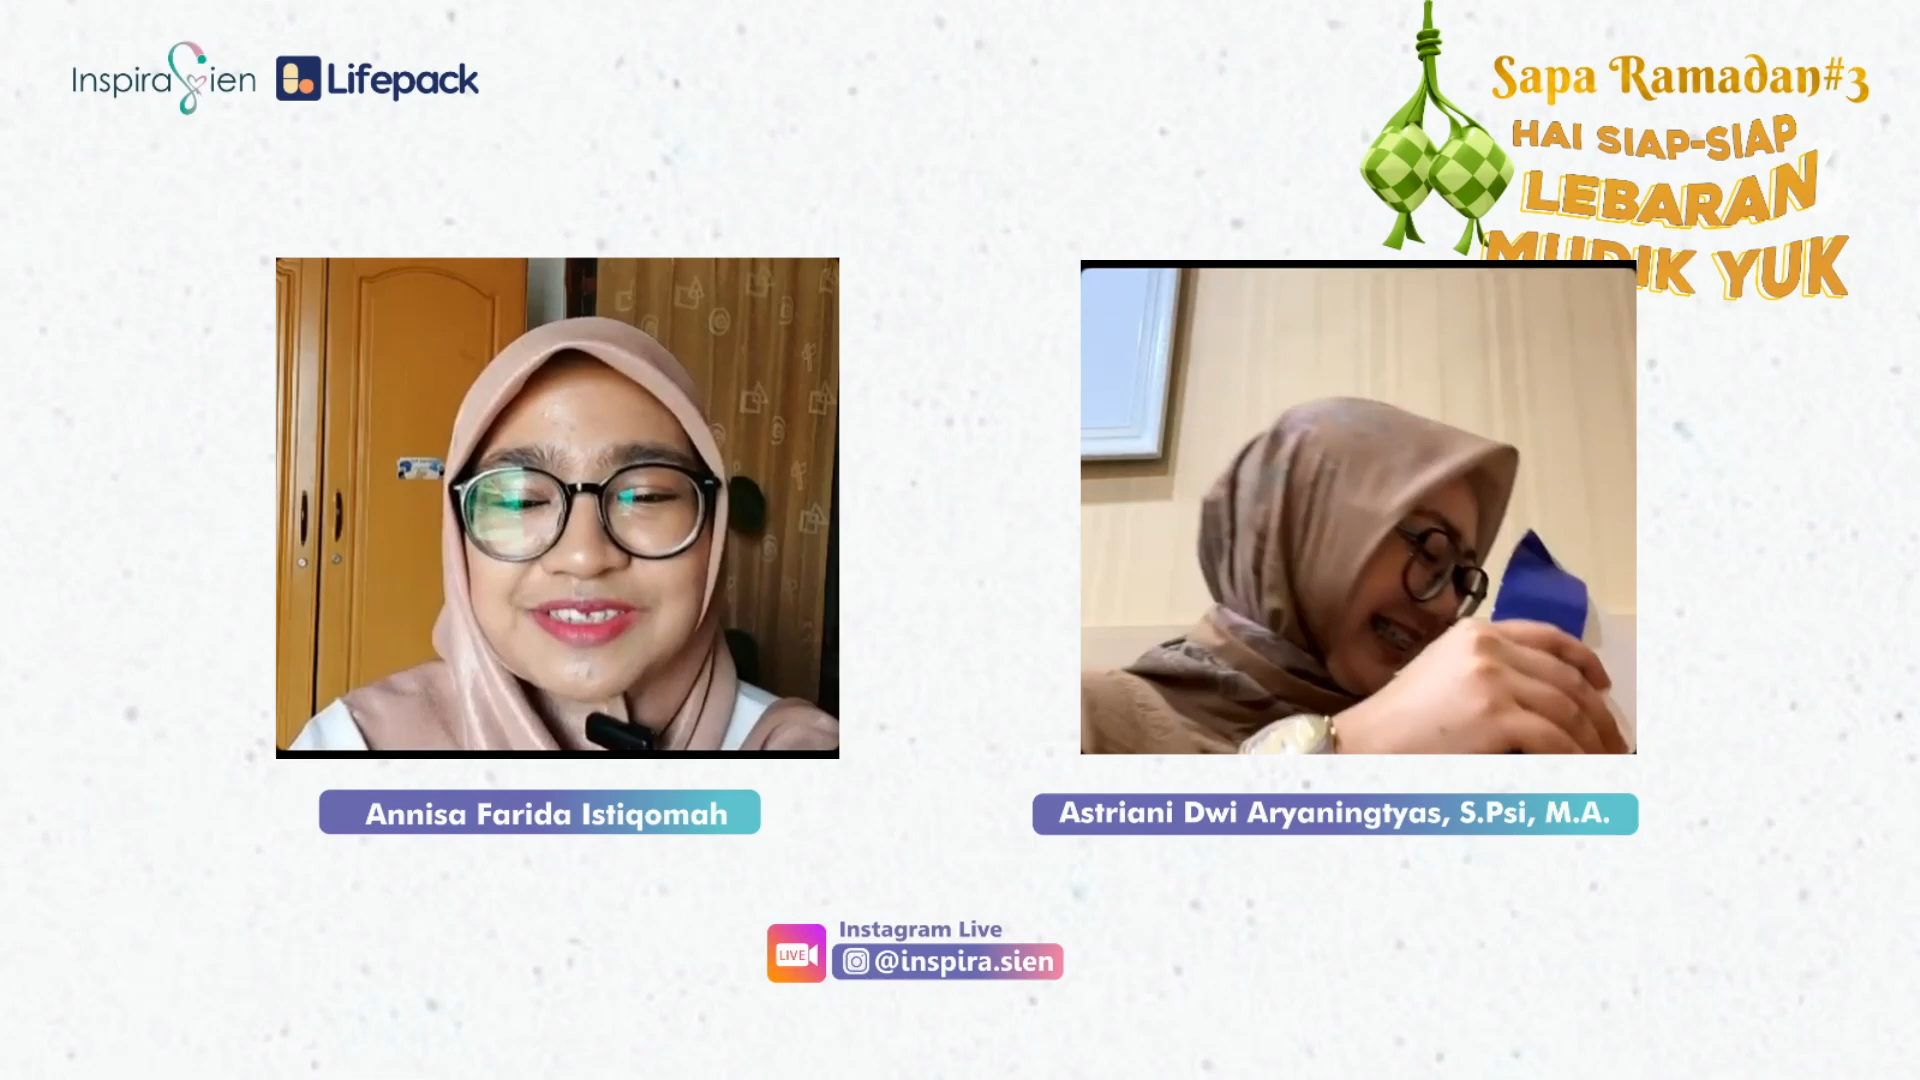 InspiraSien
Lifepack
Sapa Ramadan#3
HAI SIAP-SIAP
LEBARAN
MUDIK YUK
Annisa Farida Istiqomah
Astriani Dwi Aryaningtyas, S.Psi, M.A.
Instagram Live
LIVE
@inspira.sien